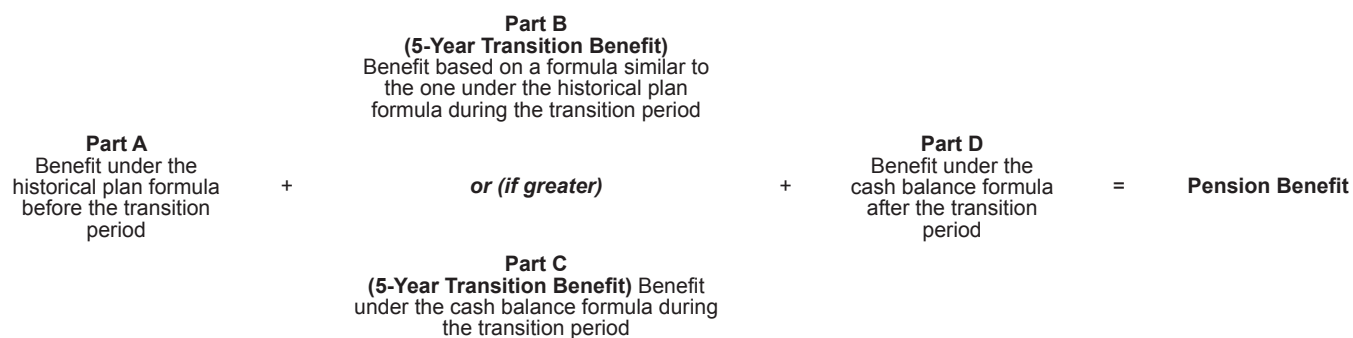 Part B
(5-Year Transition Benefit)
Benefit based on a formula similar to
the one under the historical plan
formula during the transition period
Part A
Benefit under the
historical plan formula
before the transition
period
+
or (if greater)
+
Part D
Benefit under the
cash balance formula
after the transition
period
=
Pension Benefit
Part C
(5-Year Transition Benefit) Benefit
under the cash balance formula during
the transition period